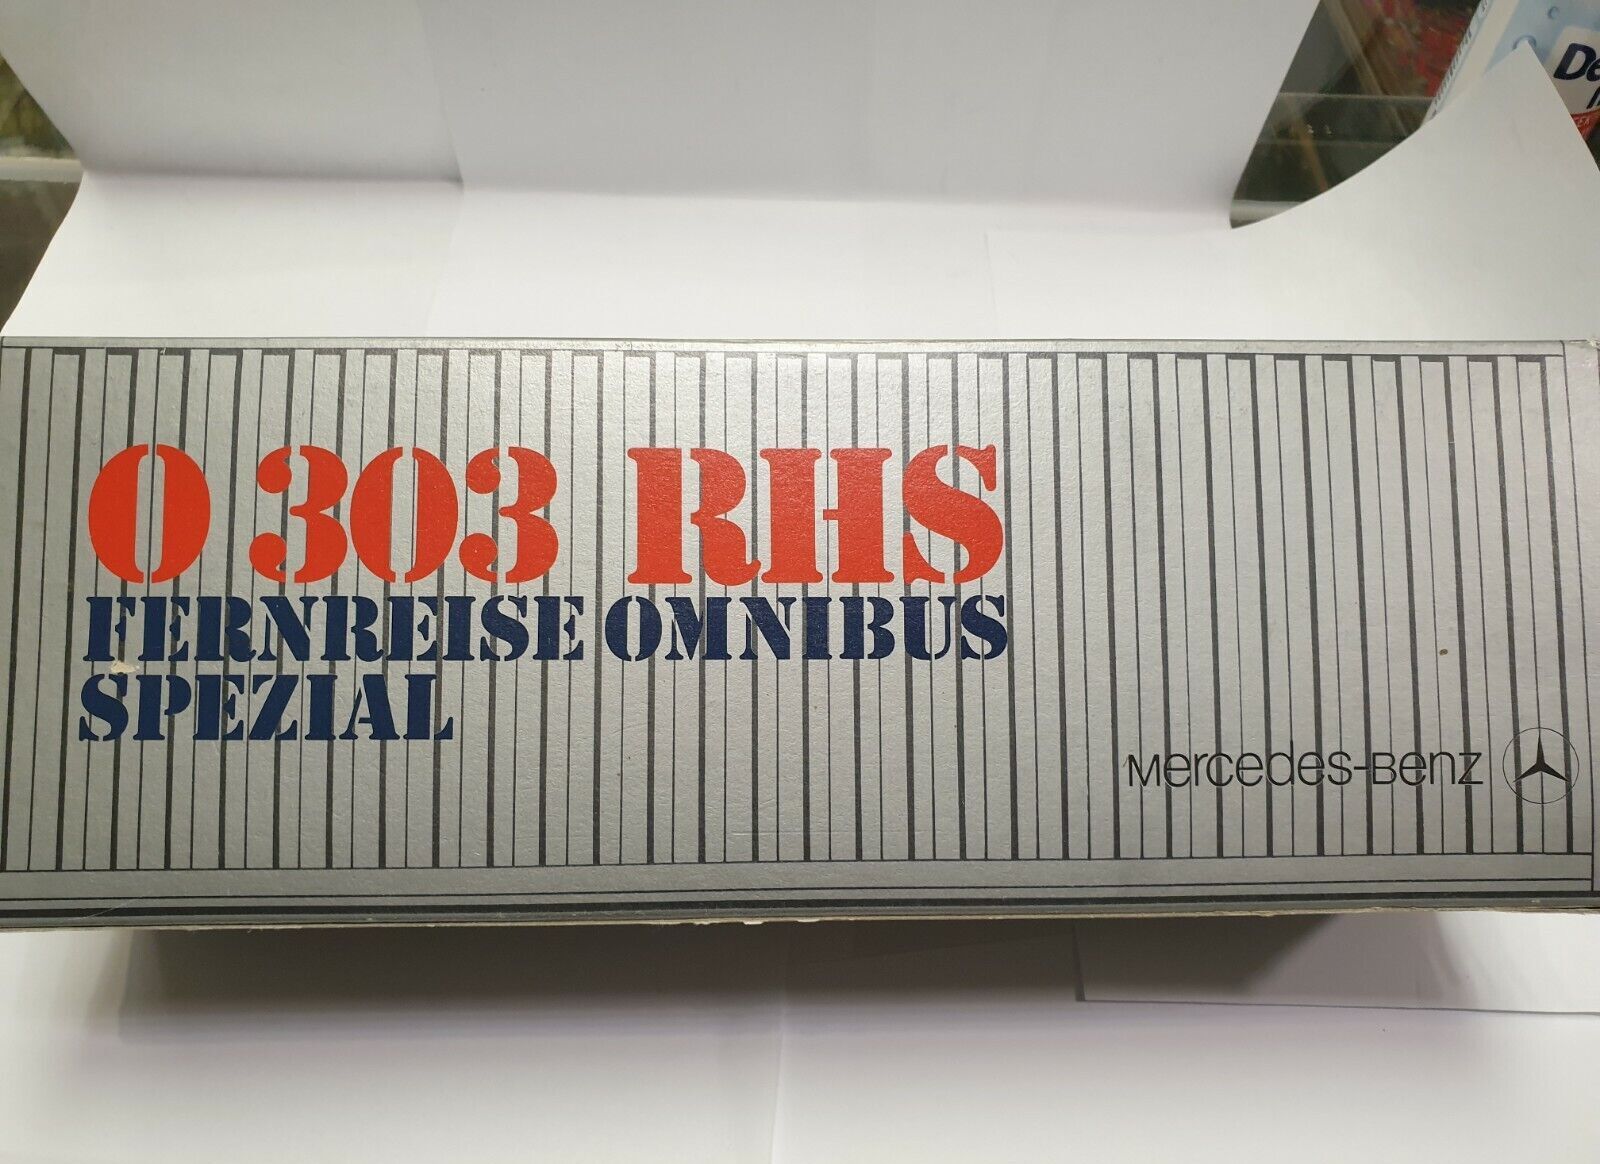 O 303 RHS
FERNREISE OMNIBUS
SPEZIAL
Mercedes-Benz